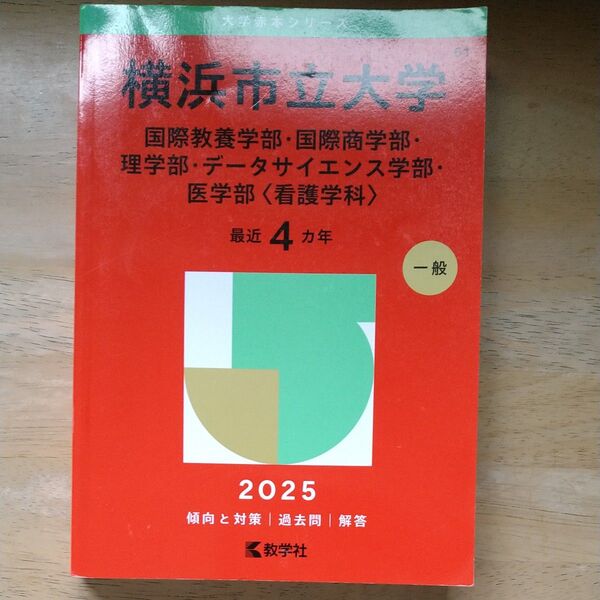 大学赤本シリーズ
61
横浜市立大学
国際教養学部・国際商学部・
理学部・データサイエンス学部・
医学部〈看護学科〉
最近4カ年
一般
2025
傾向と対策|過去問|解答
教学社